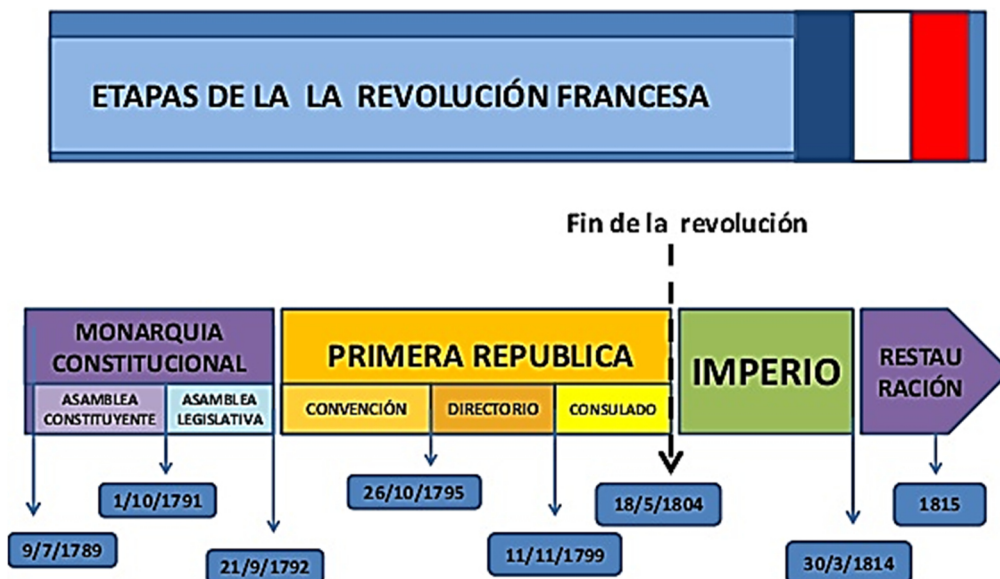 ETAPAS DE LA LA REVOLUCIÓN FRANCESA
Fin de la revolución
MONARQUIA
CONSTITUCIONAL
ASAMBLEA
CONSTITUYENTE
ASAMBLEA
LEGISLATIVA
PRIMERA REPUBLICA
CONVENCIÓN
DIRECTORIO
CONSULADO
IMPERIO
RESTAU
RACIÓN
9/7/1789
1/10/1791
21/9/1792
26/10/1795
11/11/1799
18/5/1804
30/3/1814
1815